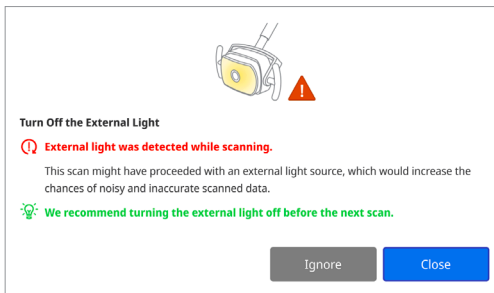 Turn Off the External Light
External light was detected while scanning.
This scan might have proceeded with an external light source, which would increase the
chances of noisy and inaccurate scanned data.
We recommend turning the external light off before the next scan.
Ignore
Close